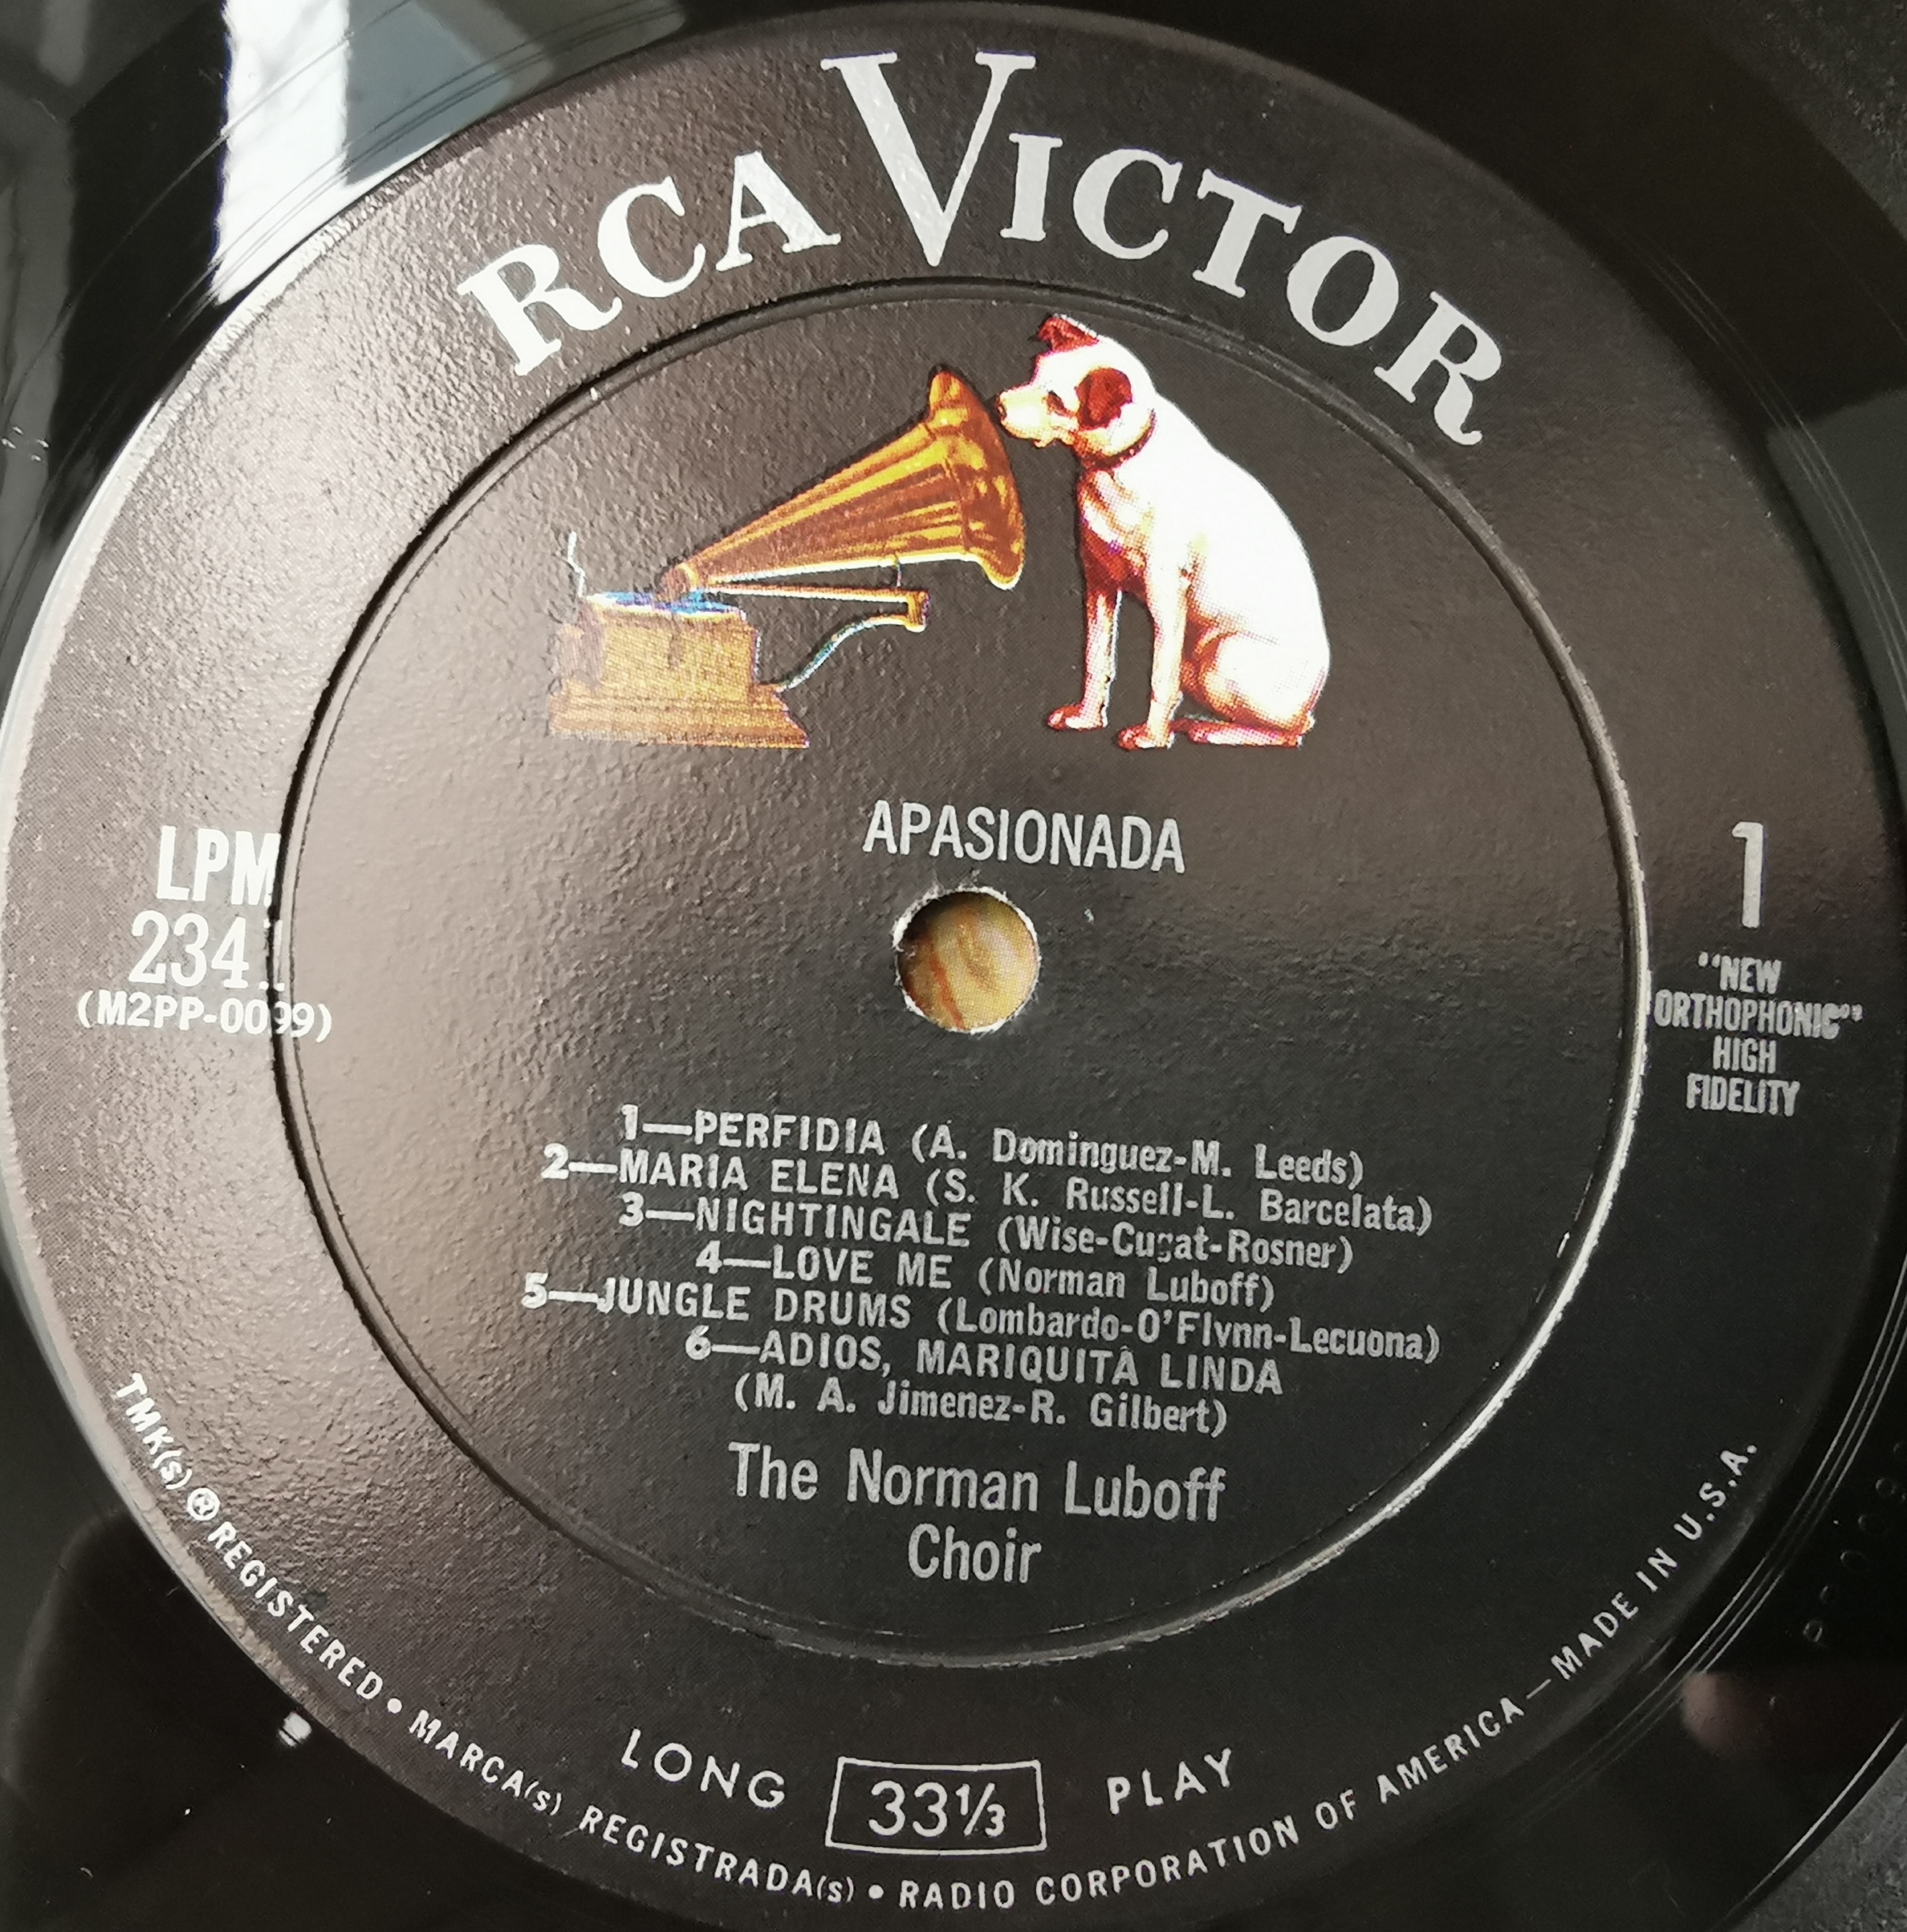 RCA VICTOR
APASIONADA
LPM
2341
(M2PP-0099)
1
"NEW
ORTHOPHONIC"
HIGH
FIDELITY
1—PERFIDIA (A. Dominguez-M. Leeds)
2—MARIA ELENA (S. K. Russell-L. Barcelata)
3—NIGHTINGALE (Wise-Cugat-Rosner)
4—LOVE ME (Norman Luboff)
5—JUNGLE DRUMS (Lombardo-O'Flynn-Lecuona)
6—ADIOS, MARIQUITA LINDA
(M. A. Jimenez-R. Gilbert)
The Norman Luboff
Choir
LONG 33⅓ PLAY
TMK(s) ® REGISTERED • MARCA(s) REGISTRADA(s) • RADIO CORPORATION OF AMERICA — MADE IN U.S.A.